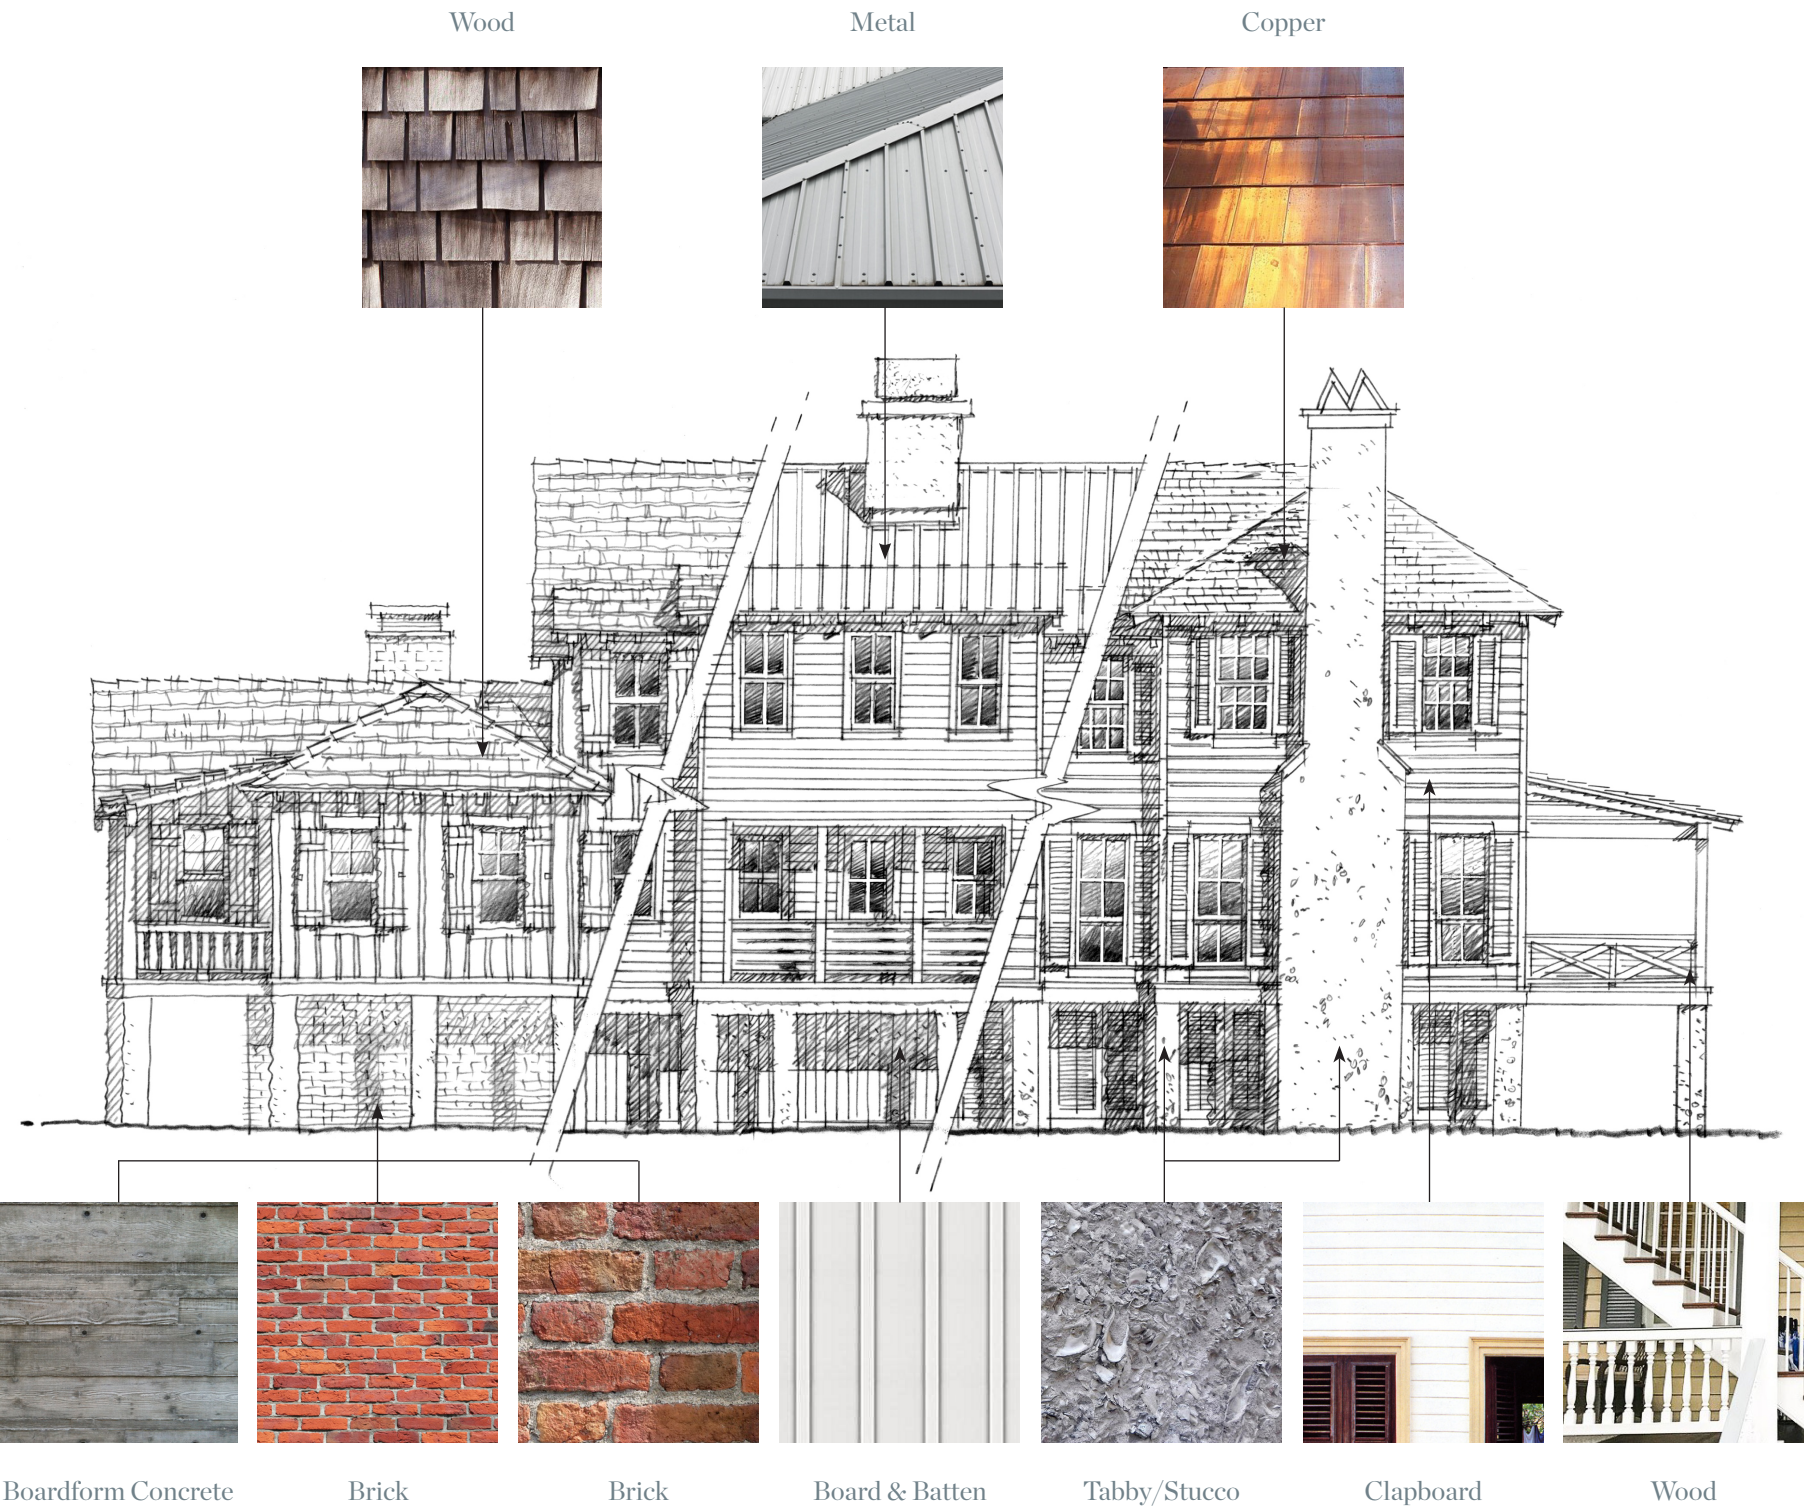 Wood
Metal
Copper
Boardform Concrete
Brick
Brick
Board & Batten
Tabby/Stucco
Clapboard
Wood